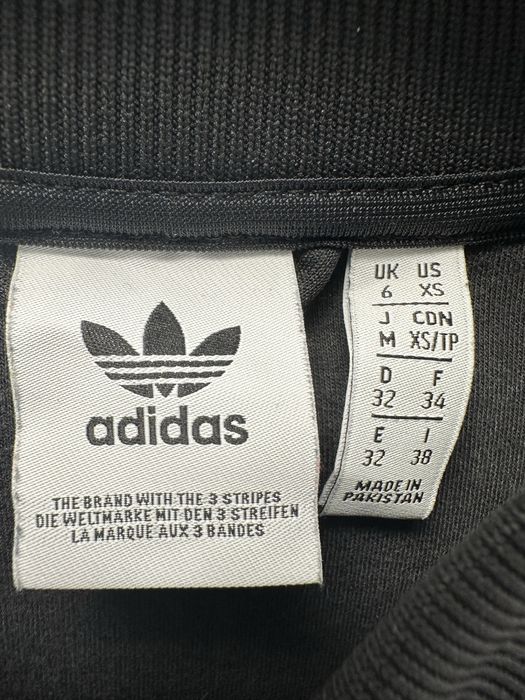 adidas
THE BRAND WITH THE 3 STRIPES
DIE WELTMARKE MIT DEN 3 STREIFEN
LA MARQUE AUX 3 BANDES
UK US
6 XS
J CDN
M XS/TP
D F
32 34
E I
32 38
MADE IN
PAKISTAN